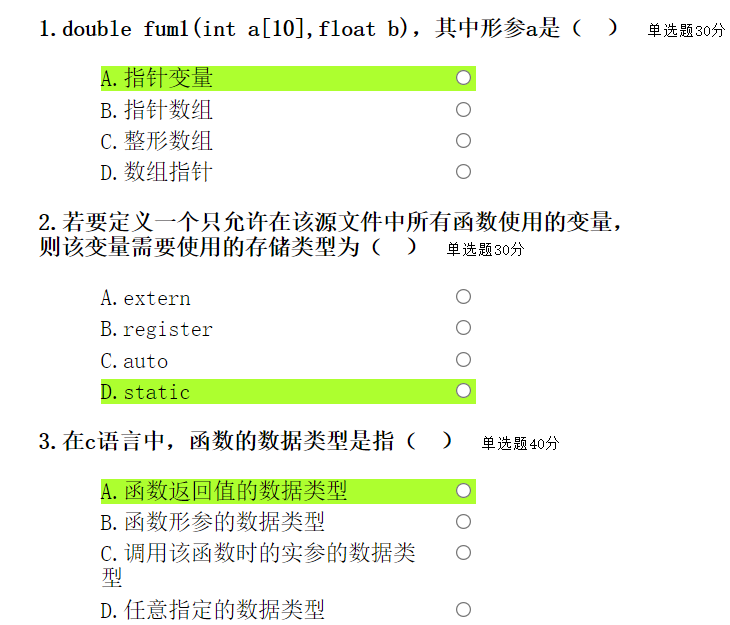 1.double fum1(int a[10],float b)，其中形参a是（　） 单选题30分
A.指针变量
B.指针数组
C.整形数组
D.数组指针
2.若要定义一个只允许在该源文件中所有函数使用的变量，
则该变量需要使用的存储类型为（　） 单选题30分
A.extern
B.register
C.auto
D.static
3.在c语言中，函数的数据类型是指（　） 单选题40分
A.函数返回值的数据类型
B.函数形参的数据类型
C.调用该函数时的实参的数据类
型
D.任意指定的数据类型